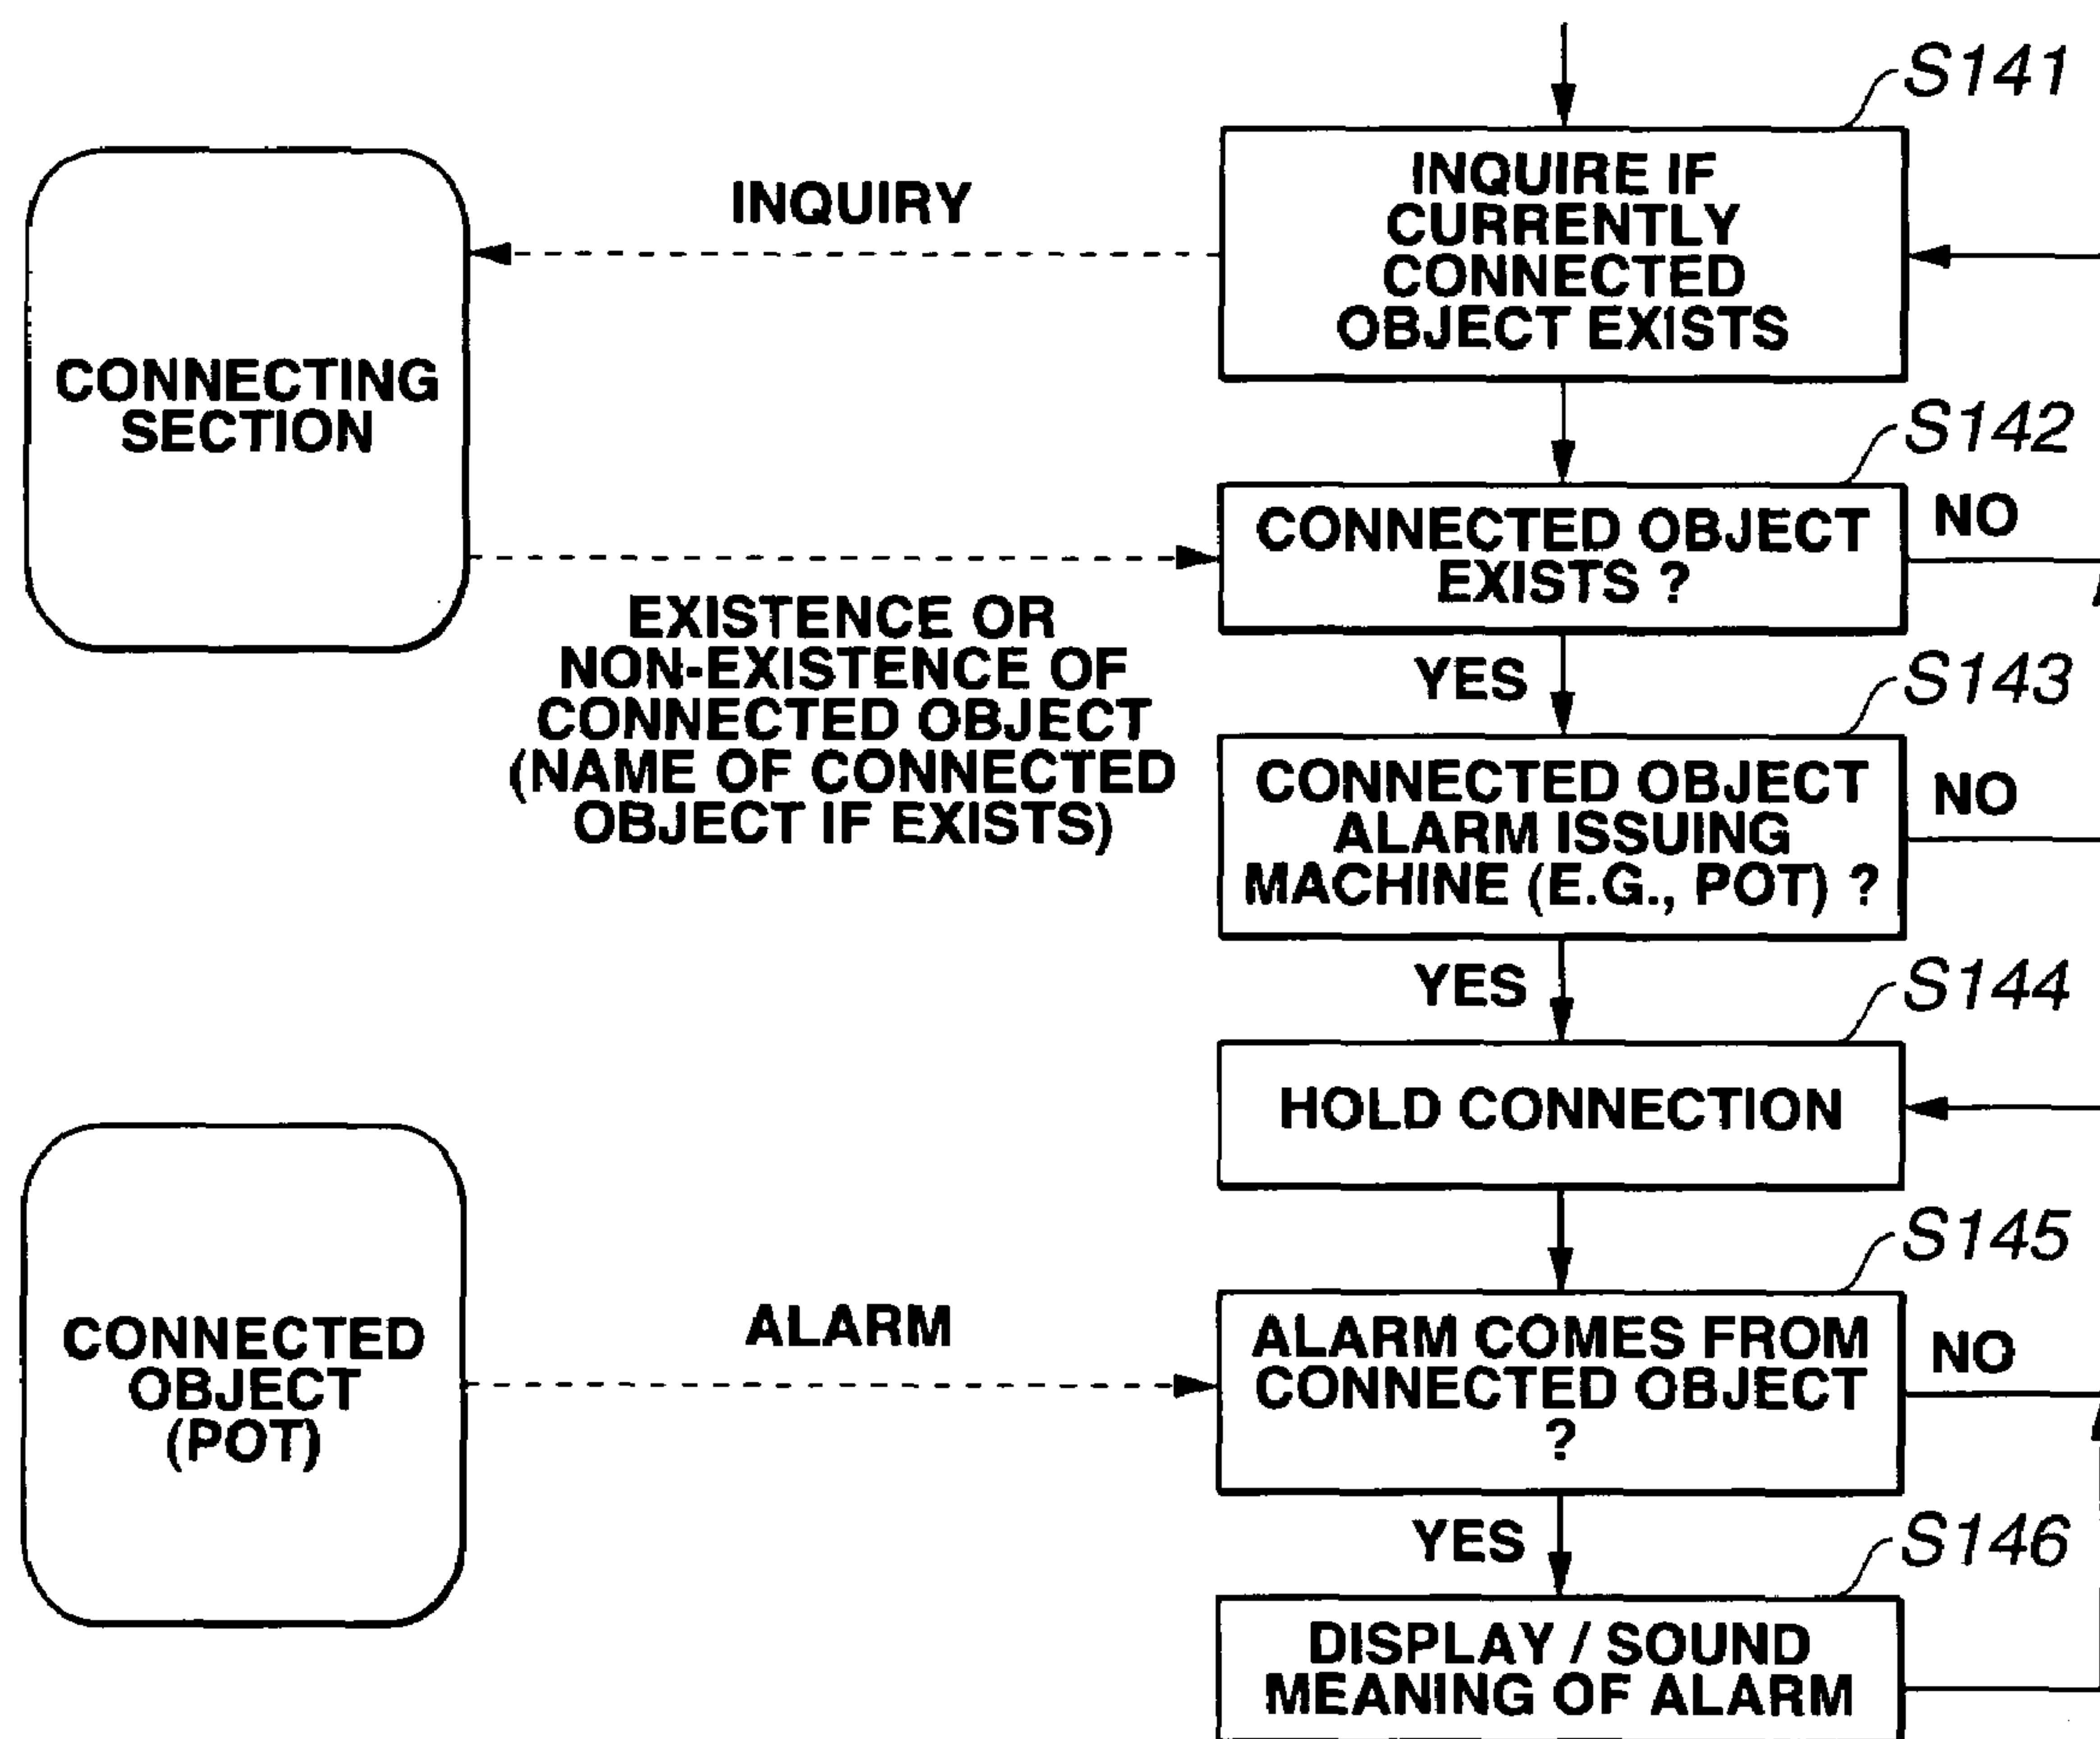 S141
INQUIRE IF
CURRENTLY
CONNECTED
OBJECT EXISTS
INQUIRY
CONNECTING
SECTION
S142
CONNECTED OBJECT
EXISTS ?
NO
EXISTENCE OR
NON-EXISTENCE OF
CONNECTED OBJECT
(NAME OF CONNECTED
OBJECT IF EXISTS)
YES
S143
CONNECTED OBJECT
ALARM ISSUING
MACHINE (E.G., POT) ?
NO
YES
S144
HOLD CONNECTION
S145
CONNECTED
OBJECT
(POT)
ALARM
ALARM COMES FROM
CONNECTED OBJECT
?
NO
YES
S146
DISPLAY / SOUND
MEANING OF ALARM